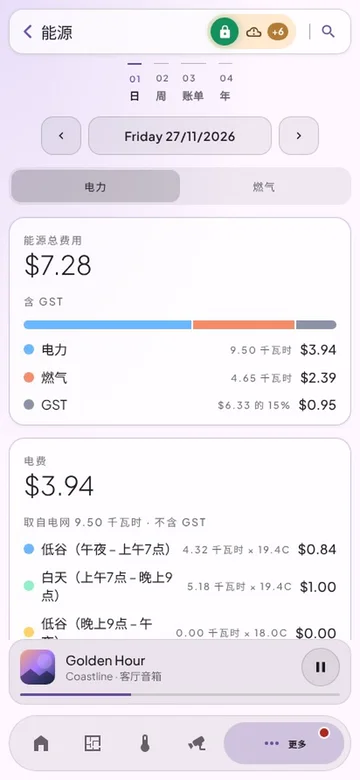 能源
+6
01
02
03
04
日
周
账单
年
Friday 27/11/2026
电力
燃气
能源总费用
$7.28
含 GST
电力 9.50 千瓦时 $3.94
燃气 4.65 千瓦时 $2.39
GST $6.33 的 15% $0.95
电费
$3.94
取自电网 9.50 千瓦时 · 不含 GST
低谷（午夜 – 上午7点） 4.32 千瓦时 × 19.4C $0.84
白天（上午7点 – 晚上9
点） 5.18 千瓦时 × 19.4C $1.00
低谷（晚上9点 – 午
夜） 0.00 千瓦时 × 18.0C $0.00
Golden Hour
Coastline · 客厅音箱
更多